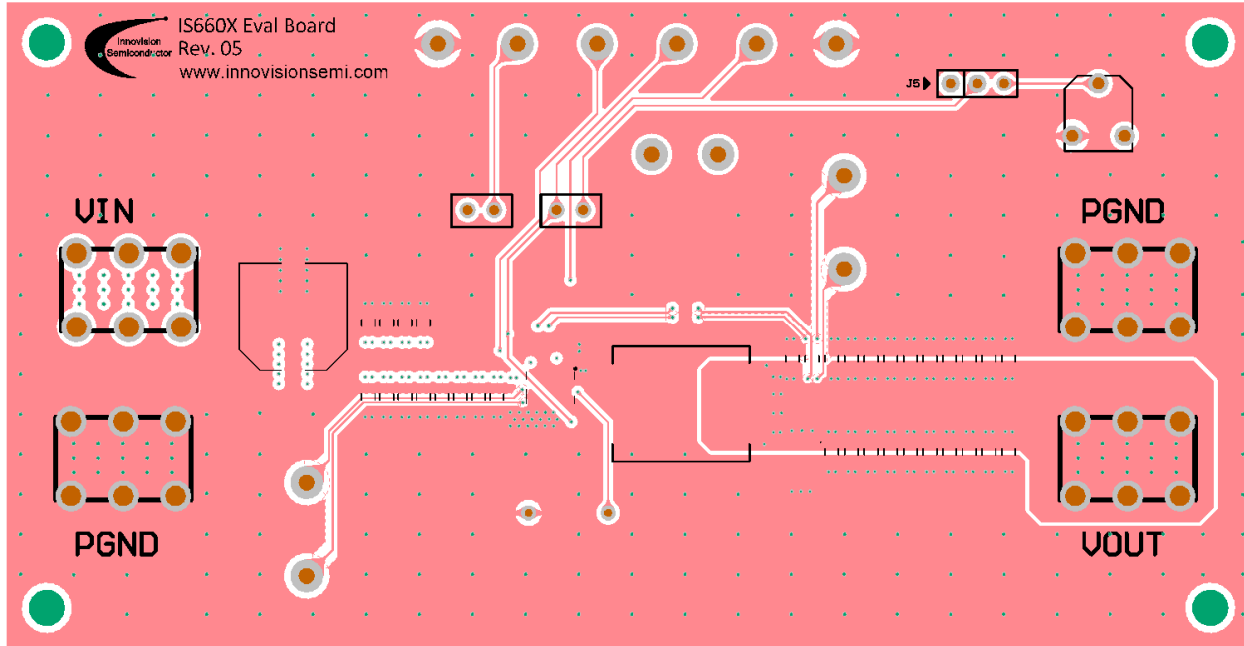 Innovision
Semiconductor
IS660X Eval Board
Rev. 05
www.innovisionsemi.com
J5
VIN
PGND
PGND
VOUT